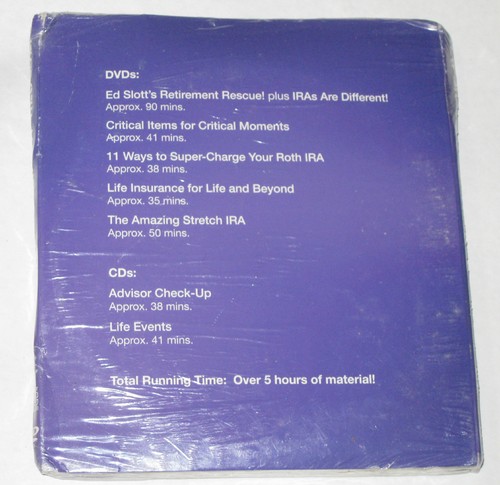 DVDs:
Ed Slott's Retirement Rescue! plus IRAs Are Different!
Approx. 90 mins.
Critical Items for Critical Moments
Approx. 41 mins.
11 Ways to Super-Charge Your Roth IRA
Approx. 38 mins.
Life Insurance for Life and Beyond
Approx. 35 mins.
The Amazing Stretch IRA
Approx. 50 mins.
CDs:
Advisor Check-Up
Approx. 38 mins.
Life Events
Approx. 41 mins.
Total Running Time: Over 5 hours of material!